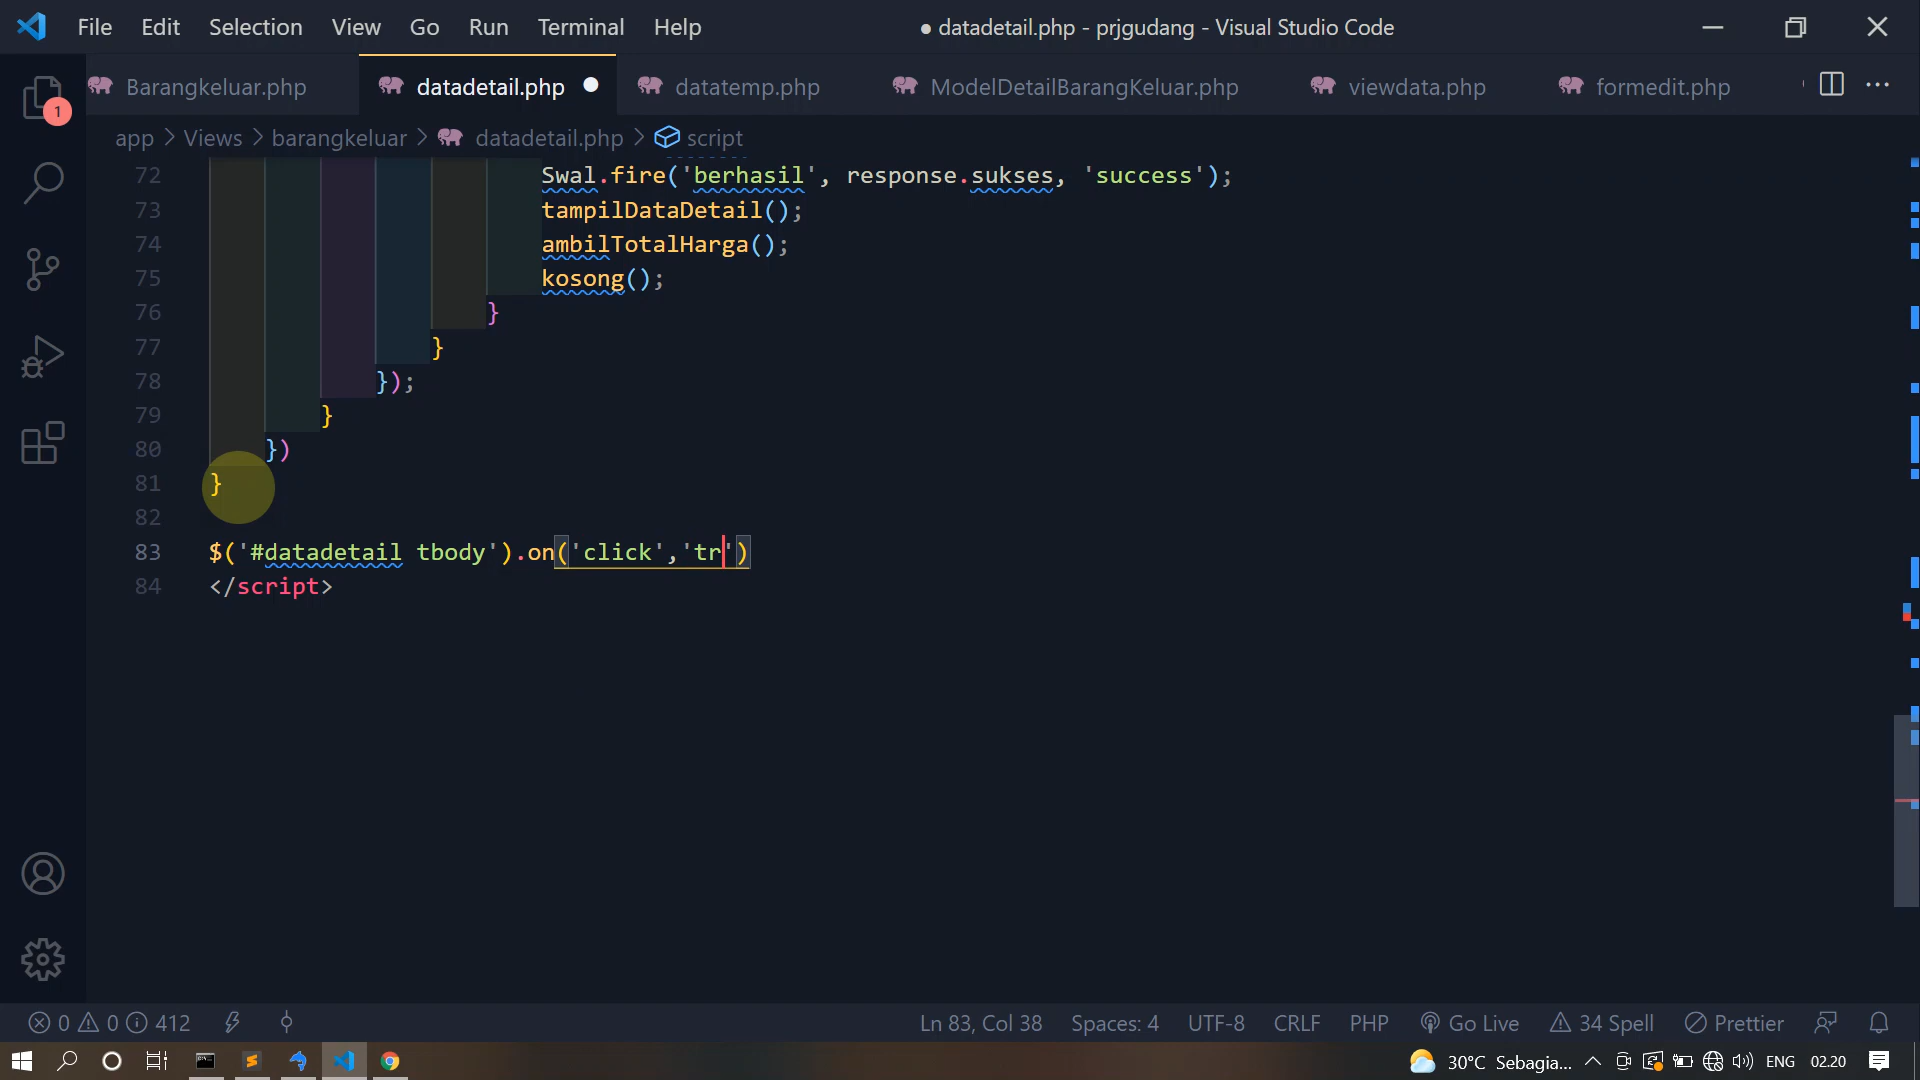 File Edit Selection View Go Run Terminal Help
● datadetail.php - prjgudang - Visual Studio Code
Barangkeluar.php datadetail.php datatemp.php ModelDetailBarangKeluar.php viewdata.php formedit.php
1
app > Views > barangkeluar > datadetail.php > script
72 Swal.fire('berhasil', response.sukses, 'success');
73 tampilDataDetail();
74 ambilTotalHarga();
75 kosong();
76 }
77 }
78 });
79 }
80 })
81 }
82
83 $('#datadetail tbody').on('click','tr')
84 </script>
0 0 412 Ln 83, Col 38 Spaces: 4 UTF-8 CRLF PHP Go Live 34 Spell Prettier
30°C Sebagia... ENG 02.20